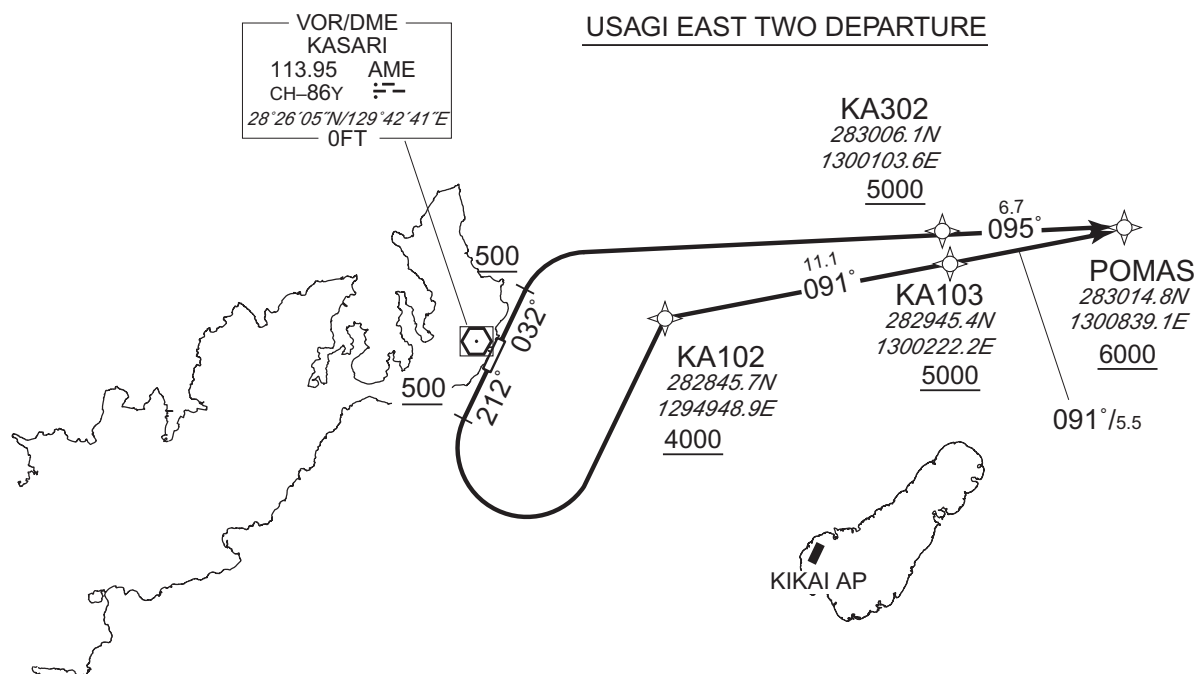 USAGI EAST TWO DEPARTURE
VOR/DME
KASARI
113.95 AME
CH–86Y
28°26´05˝N/129°42´41˝E
0FT
KA302
283006.1N
1300103.6E
5000
6.7
095°
500
11.1
091°
POMAS
283014.8N
1300839.1E
6000
KA103
282945.4N
1300222.2E
5000
032°
KA102
282845.7N
1294948.9E
4000
500
212°
091°/5.5
KIKAI AP